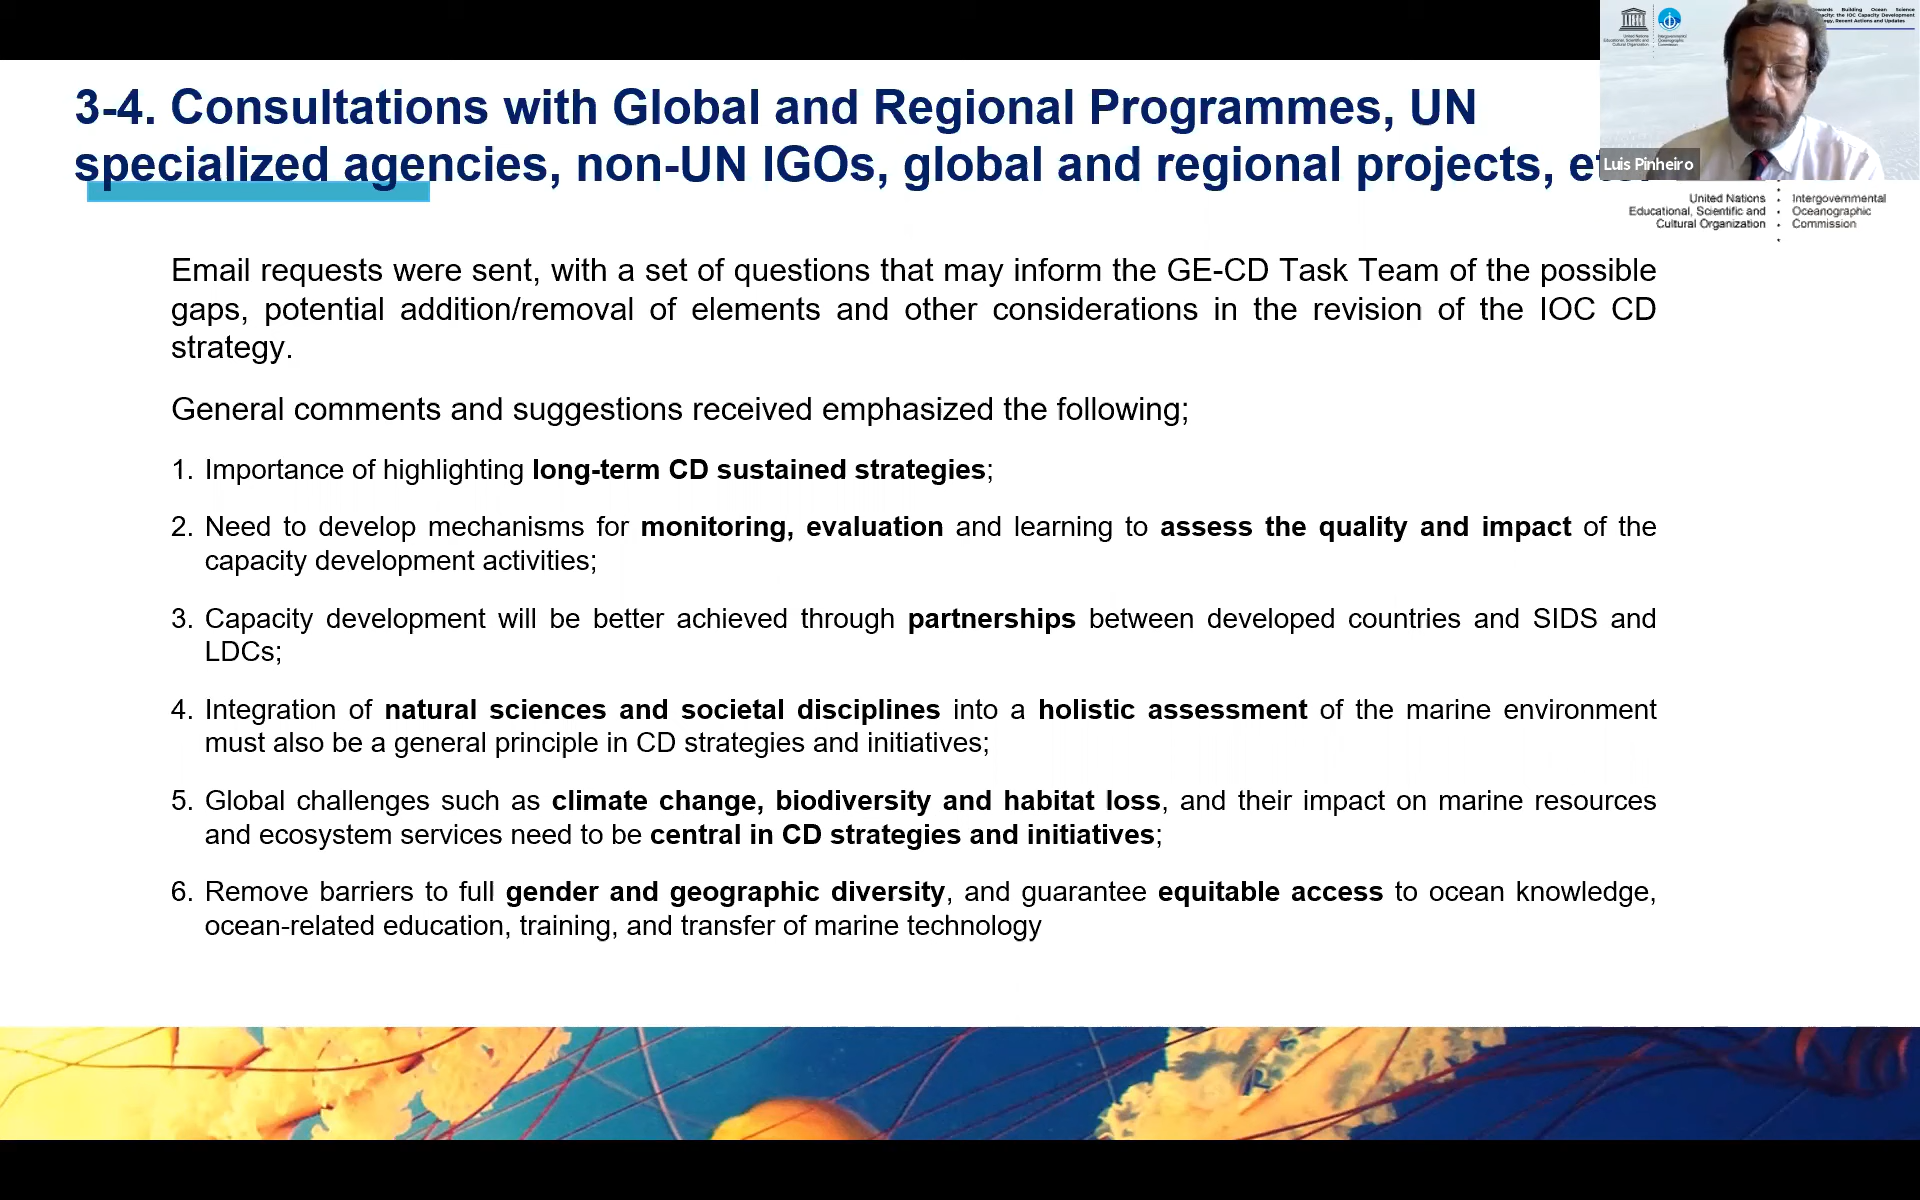 3-4. Consultations with Global and Regional Programmes, UN
specialized agencies, non-UN IGOs, global and regional projects,
Luis Pinheiro
United Nations
Educational, Scientific and
Cultural Organization
Intergovernmental
Oceanographic
Commission
Email requests were sent, with a set of questions that may inform the GE-CD Task Team of the possible
gaps, potential addition/removal of elements and other considerations in the revision of the IOC CD
strategy.
General comments and suggestions received emphasized the following;
1. Importance of highlighting long-term CD sustained strategies;
2. Need to develop mechanisms for monitoring, evaluation and learning to assess the quality and impact of the
capacity development activities;
3. Capacity development will be better achieved through partnerships between developed countries and SIDS and
LDCs;
4. Integration of natural sciences and societal disciplines into a holistic assessment of the marine environment
must also be a general principle in CD strategies and initiatives;
5. Global challenges such as climate change, biodiversity and habitat loss, and their impact on marine resources
and ecosystem services need to be central in CD strategies and initiatives;
6. Remove barriers to full gender and geographic diversity, and guarantee equitable access to ocean knowledge,
ocean-related education, training, and transfer of marine technology